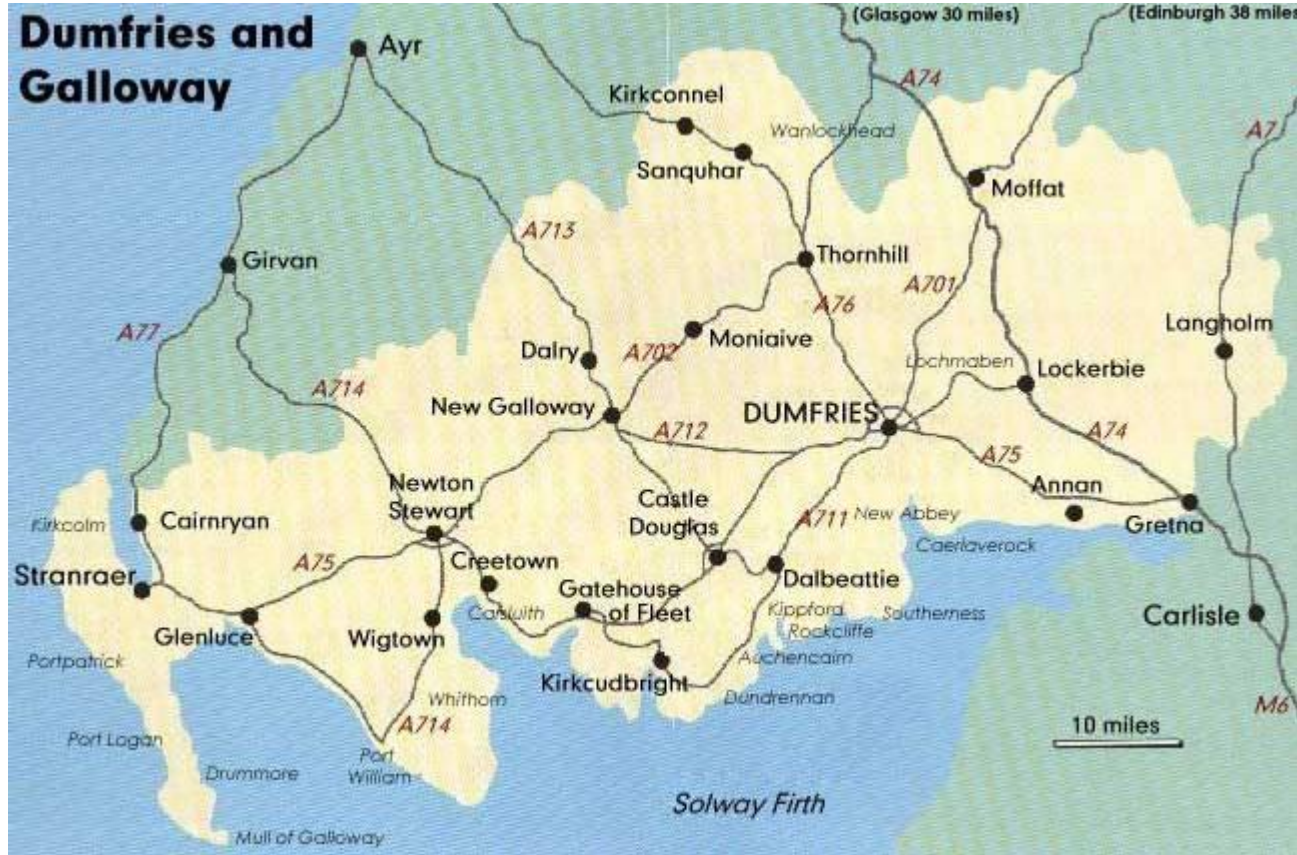 Dumfries and
Galloway
(Glasgow 30 miles)
(Edinburgh 38 miles
Ayr
A74
Kirkconnel
Wanlockhead
A7
Sanquhar
Moffat
A713
Girvan
Thornhill
A701
A76
A77
Langholm
Moniaive
Dalry
A702
Lochmaben
Lockerbie
A714
New Galloway
DUMFRIES
A712
A74
A75
Newton
Stewart
Castle
Douglas
Annan
Kirkcolm
Cairnryan
A711
New Abbey
Gretna
Caerlaverock
A75
Creetown
Stranraer
Dalbeattie
Gatehouse
of Fleet
Carsluith
Kippford
Southerness
Carlisle
Glenluce
Wigtown
Rockcliffe
Portpatrick
Auchencairn
Kirkcudbright
Whithorn
Dundrennan
M6
A714
10 miles
Port Logan
Port
William
Drummore
Solway Firth
Mull of Galloway